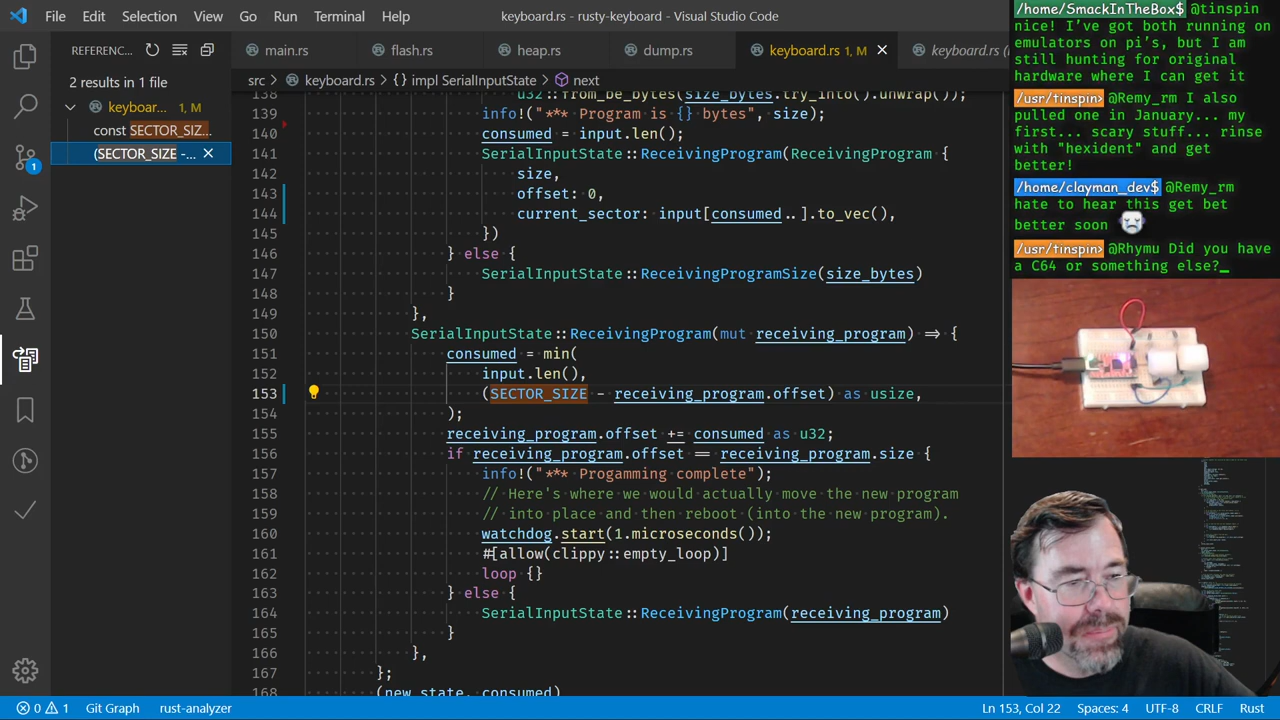 File Edit Selection View Go Run Terminal Help
keyboard.rs - rusty-keyboard - Visual Studio Code
REFERENC...
2 results in 1 file
keyboar... 1, M
const SECTOR_SIZ...
(SECTOR_SIZE -...
main.rs flash.rs heap.rs dump.rs keyboard.rs 1, M keyboard.rs (
src > keyboard.rs > {} impl SerialInputState > next
138 u32::from_be_bytes(size_bytes.try_into().unwrap());
139 info!("*** Program is {} bytes", size);
140 consumed = input.len();
141 SerialInputState::ReceivingProgram(ReceivingProgram {
142 size,
143 offset: 0,
144 current_sector: input[consumed..].to_vec(),
145 })
146 } else {
147 SerialInputState::ReceivingProgramSize(size_bytes)
148 }
149 },
150 SerialInputState::ReceivingProgram(mut receiving_program) => {
151 consumed = min(
152 input.len(),
153 (SECTOR_SIZE - receiving_program.offset) as usize,
154 );
155 receiving_program.offset += consumed as u32;
156 if receiving_program.offset == receiving_program.size {
157 info!("*** Progamming complete");
158 // Here's where we would actually move the new program
159 // into place and then reboot (into the new program).
160 watchdog.start(1.microseconds());
161 #[allow(clippy::empty_loop)]
162 loop {}
163 } else {
164 SerialInputState::ReceivingProgram(receiving_program)
165 }
166 },
167 };
168 (new_state, consumed)
1
0 1 Git Graph rust-analyzer
Ln 153, Col 22 Spaces: 4 UTF-8 CRLF Rust
/home/SmackInTheBox$ @tinspin
nice! I've got both running on
emulators on pi's, but I am
still hunting for original
hardware where I can get it
/usr/tinspin> @Remy_rm I also
pulled one in January... my
first... scary stuff... rinse
with "hexident" and get
better!
/home/clayman_dev$ @Remy_rm
hate to hear this get bet
better soon
/usr/tinspin> @Rhymu Did you have
a C64 or something else?_